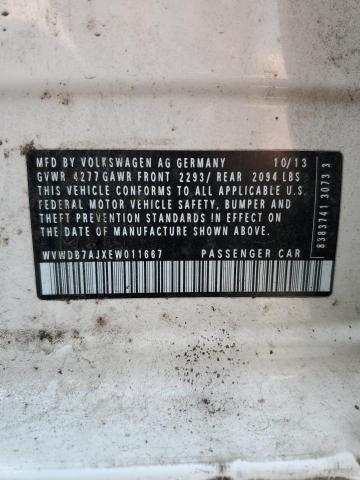 MFD BY VOLKSWAGEN AG GERMANY 10/13
GVWR 4277 GAWR FRONT 2293/ REAR 2094 LBS
THIS VEHICLE CONFORMS TO ALL APPLICABLE U.S.
FEDERAL MOTOR VEHICLE SAFETY, BUMPER AND
THEFT PREVENTION STANDARDS IN EFFECT ON
THE DATE OF MANUFACTURE SHOWN ABOVE.
WVWDB7AJXEW011667 PASSENGER CAR
8383741 3073 3